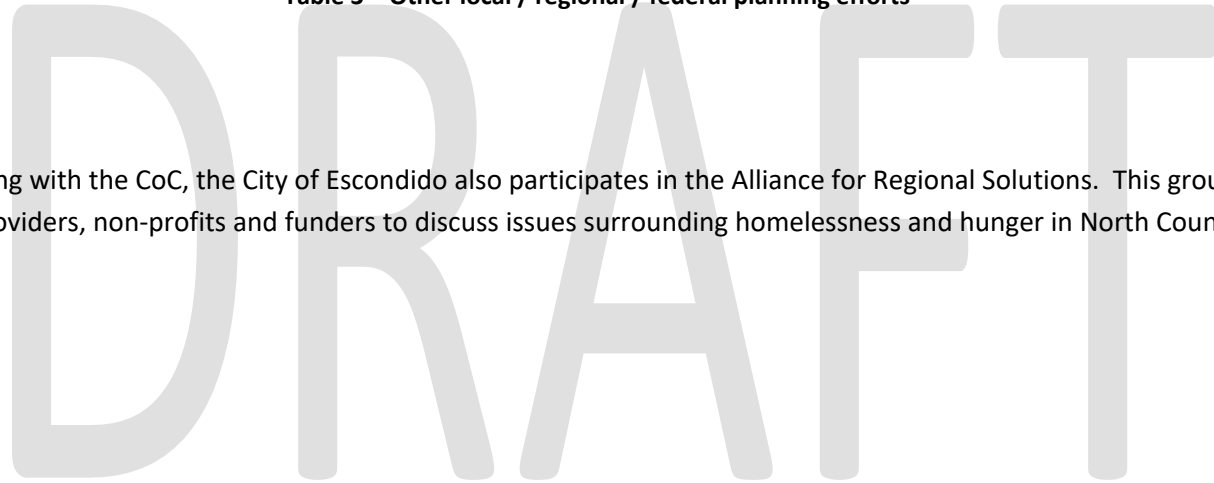 Table 3 – Other local / regional / federal planning efforts
ng with the CoC, the City of Escondido also participates in the Alliance for Regional Solutions. This grou
oviders, non-profits and funders to discuss issues surrounding homelessness and hunger in North Coun
DRAFT